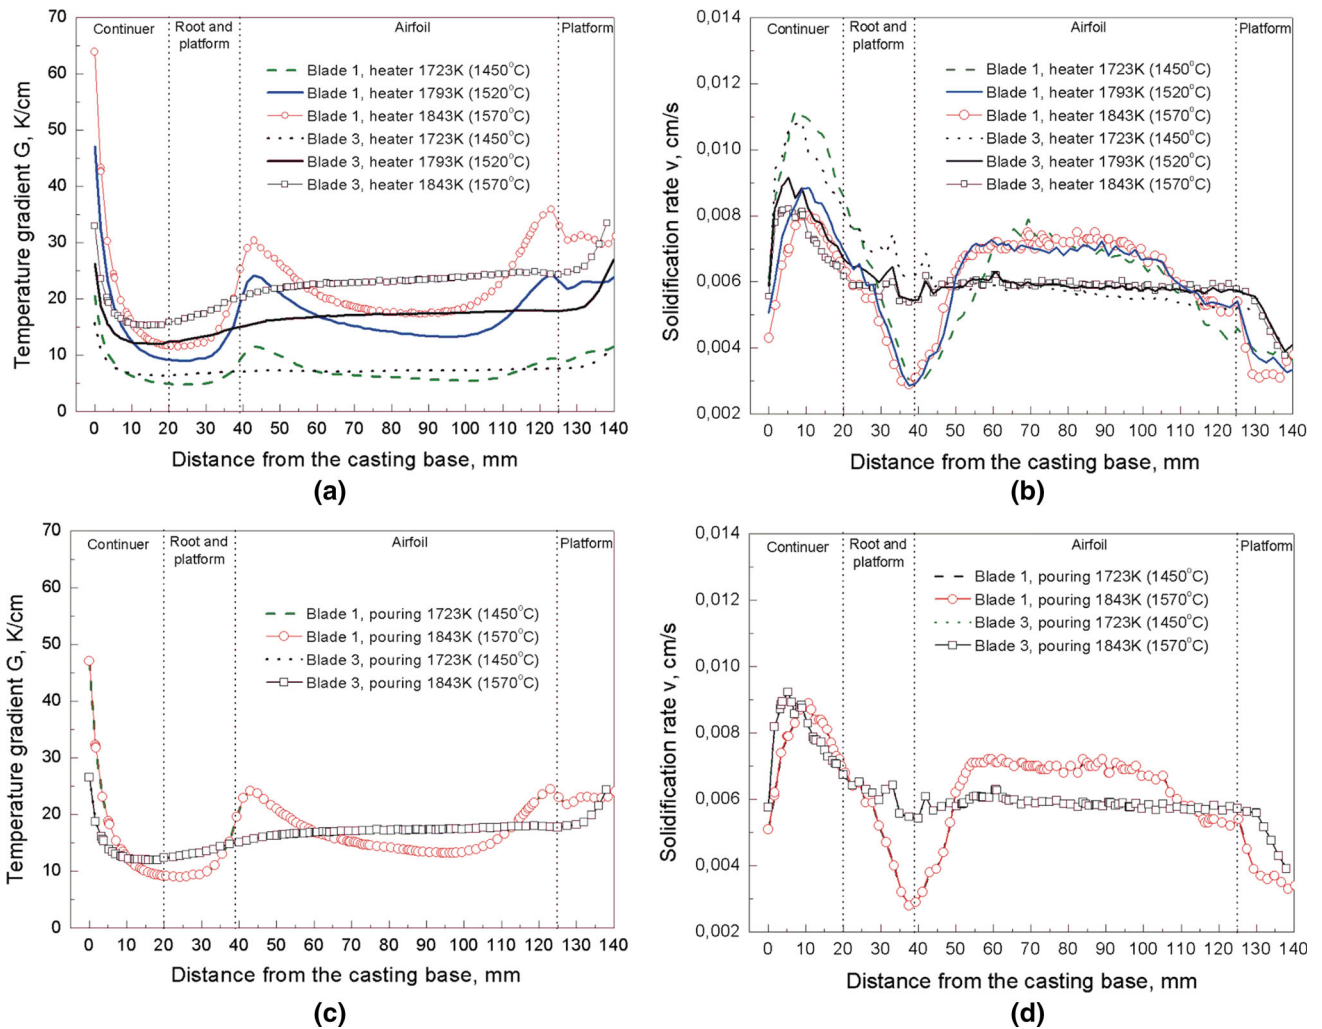 Temperature gradient G, K/cm
70
60
50
40
30
20
10
0
Continuer
Root and
platform
Airfoil
Platform
Blade 1, heater 1723K (1450°C)
Blade 1, heater 1793K (1520°C)
Blade 1, heater 1843K (1570°C)
Blade 3, heater 1723K (1450°C)
Blade 3, heater 1793K (1520°C)
Blade 3, heater 1843K (1570°C)
0 10 20 30 40 50 60 70 80 90 100 110 120 130 140
Distance from the casting base, mm
(a)
Solidification rate v, cm/s
0,014
0,012
0,010
0,008
0,006
0,004
0,002
Continuer
Root and
platform
Airfoil
Platform
Blade 1, heater 1723K (1450°C)
Blade 1, heater 1793K (1520°C)
Blade 1, heater 1843K (1570°C)
Blade 3, heater 1723K (1450°C)
Blade 3, heater 1793K (1520°C)
Blade 3, heater 1843K (1570°C)
0 10 20 30 40 50 60 70 80 90 100 110 120 130 140
Distance from the casting base, mm
(b)
Temperature gradient G, K/cm
70
60
50
40
30
20
10
0
Continuer
Root and
platform
Airfoil
Platform
Blade 1, pouring 1723K (1450°C)
Blade 1, pouring 1843K (1570°C)
Blade 3, pouring 1723K (1450°C)
Blade 3, pouring 1843K (1570°C)
0 10 20 30 40 50 60 70 80 90 100 110 120 130 140
Distance from the casting base, mm
(c)
Solidification rate v, cm/s
0,014
0,012
0,010
0,008
0,006
0,004
0,002
Continuer
Root and
platform
Airfoil
Platform
Blade 1, pouring 1723K (1450°C)
Blade 1, pouring 1843K (1570°C)
Blade 3, pouring 1723K (1450°C)
Blade 3, pouring 1843K (1570°C)
0 10 20 30 40 50 60 70 80 90 100 110 120 130 140
Distance from the casting base, mm
(d)